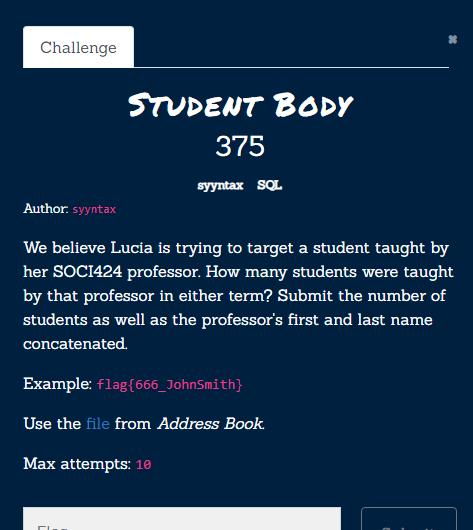 Challenge
✖
Student Body
375
syyntax SQL
Author: syyntax
We believe Lucia is trying to target a student taught by
her SOCI424 professor. How many students were taught
by that professor in either term? Submit the number of
students as well as the professor's first and last name
concatenated.
Example: flag{666_JohnSmith}
Use the file from Address Book.
Max attempts: 10
Flag